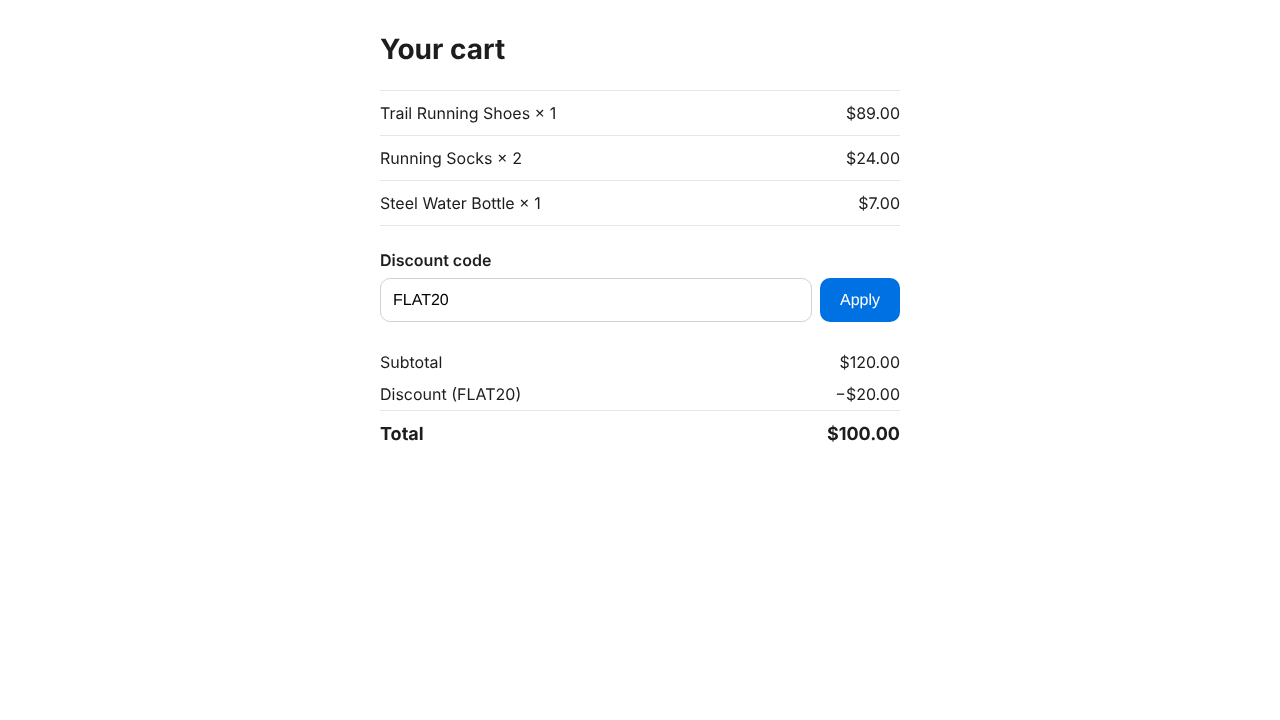 Your cart
Trail Running Shoes × 1 $89.00
Running Socks × 2 $24.00
Steel Water Bottle × 1 $7.00
Discount code
FLAT20 Apply
Subtotal $120.00
Discount (FLAT20) −$20.00
Total $100.00